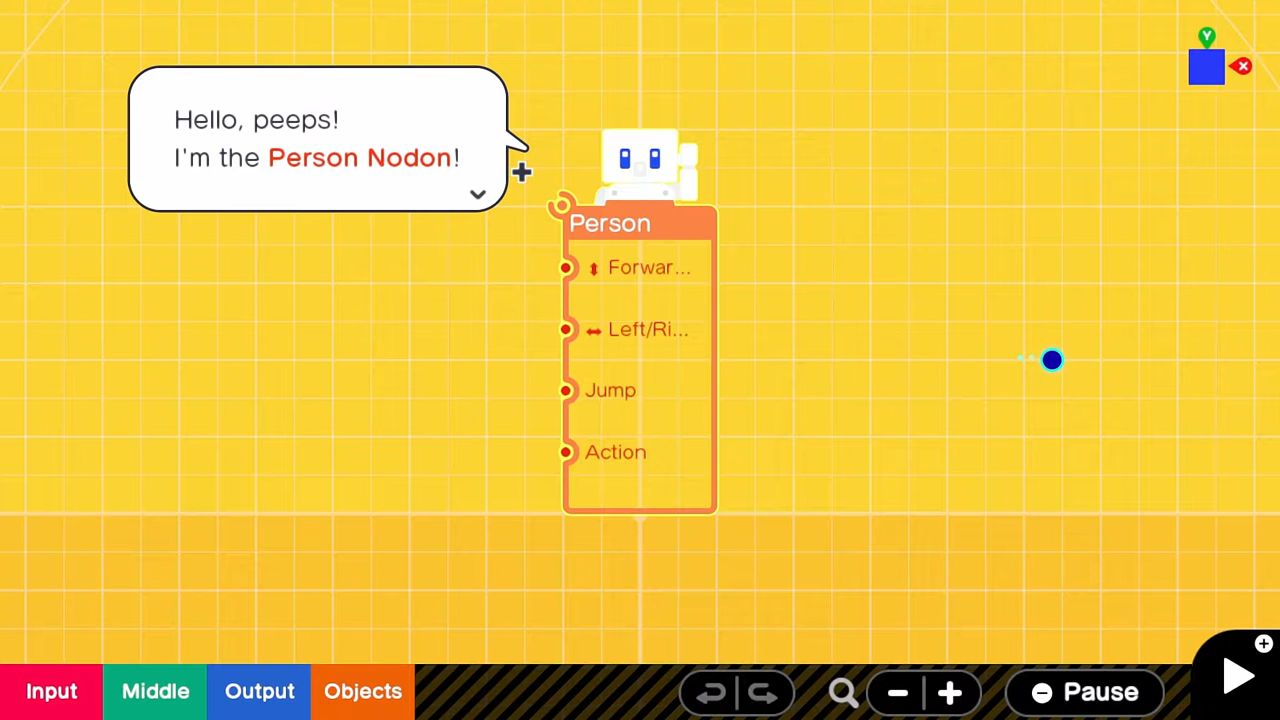 Y
X
Hello, peeps!
I'm the Person Nodon!
Person
Forwar...
Left/Ri...
Jump
Action
Input
Middle
Output
Objects
Pause